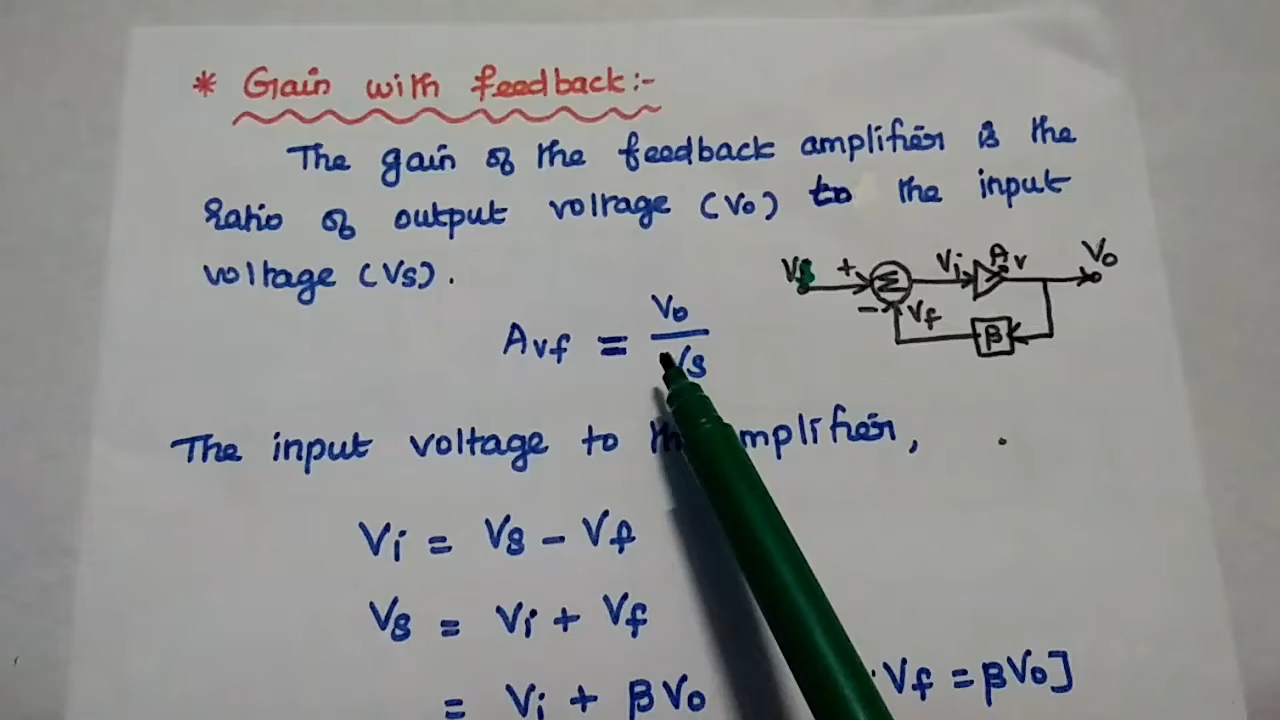 * Gain with feedback:-
The gain of the feedback amplifier is the
ratio of output voltage (Vo) to the input
voltage (Vs).
Vs + Σ Vi Av Vo
- Vf β
Avf = Vo / Vs
The input voltage to the amplifier,
Vi = Vs - Vf
Vs = Vi + Vf
= Vi + βVo Vf = βVo]